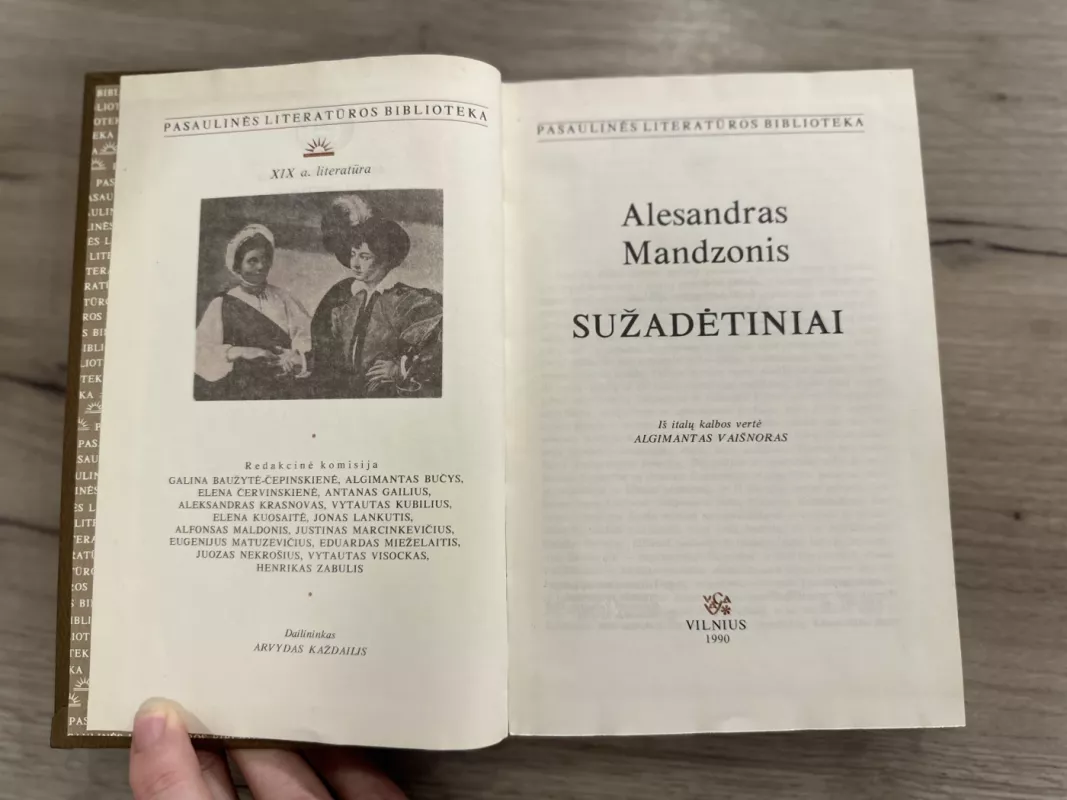 PASAULINĖS LITERATŪROS BIBLIOTEKA
XIX a. literatūra
Redakcinė komisija
GALINA BAUŽYTĖ-ČEPINSKIENĖ, ALGIMANTAS BUČYS,
ELENA ČERVINSKIENĖ, ANTANAS GAILIUS,
ALEKSANDRAS KRASNOVAS, VYTAUTAS KUBILIUS,
ELENA KUOSAITĖ, JONAS LANKUTIS,
ALFONSAS MALDONIS, JUSTINAS MARCINKEVIČIUS,
EUGENIJUS MATUZEVIČIUS, EDUARDAS MIEŽELAITIS,
JUOZAS NEKROŠIUS, VYTAUTAS VISOCKAS,
HENRIKAS ZABULIS
Dailininkas
ARVYDAS KAŽDAILIS
PASAULINĖS LITERATŪROS BIBLIOTEKA
Alesandras
Mandzonis
SUŽADĖTINIAI
Iš italų kalbos vertė
ALGIMANTAS VAIŠNORAS
VAGA
VILNIUS
1990